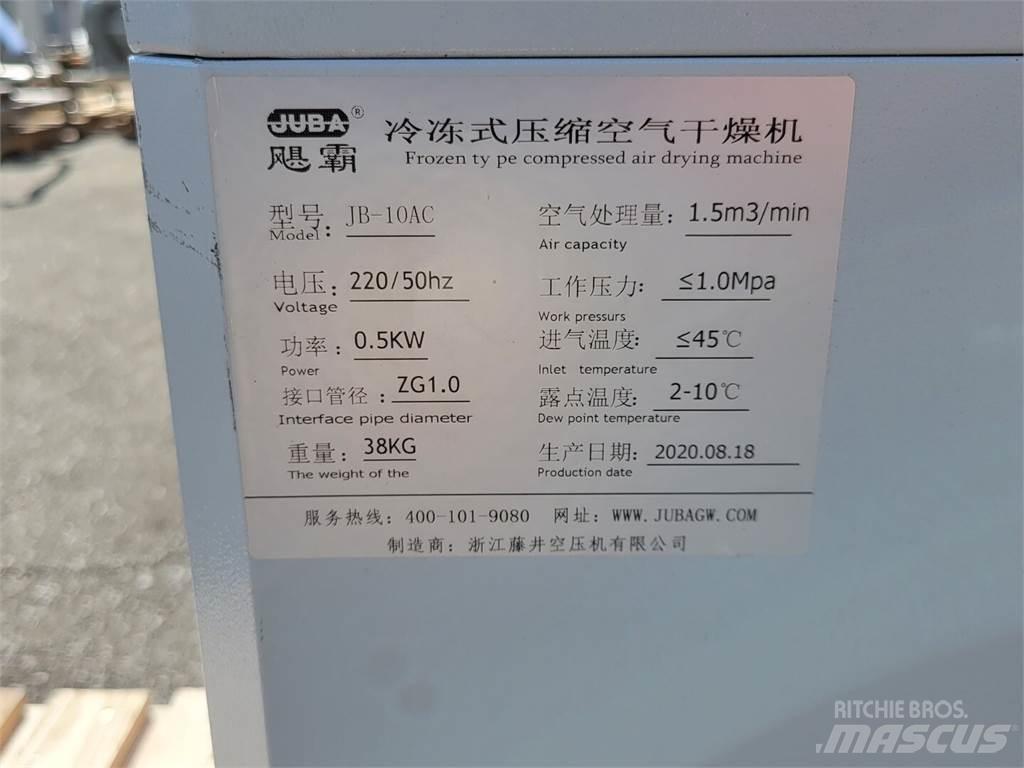 JUBA®
飓霸
冷冻式压缩空气干燥机
Frozen ty pe compressed air drying machine
型号: JB-10AC
Model
空气处理量: 1.5m3/min
Air capacity
电压: 220/50hz
Voltage
工作压力: ≤1.0Mpa
Work pressurs
功率: 0.5KW
Power
进气温度: ≤45℃
Inlet temperature
接口管径: ZG1.0
Interface pipe diameter
露点温度: 2-10℃
Dew point temperature
重量: 38KG
The weight of the
生产日期: 2020.08.18
Production date
服务热线: 400-101-9080 网址: WWW.JUBAGW.COM
制造商: 浙江藤井空压机有限公司
RITCHIE BROS.
MASCUS